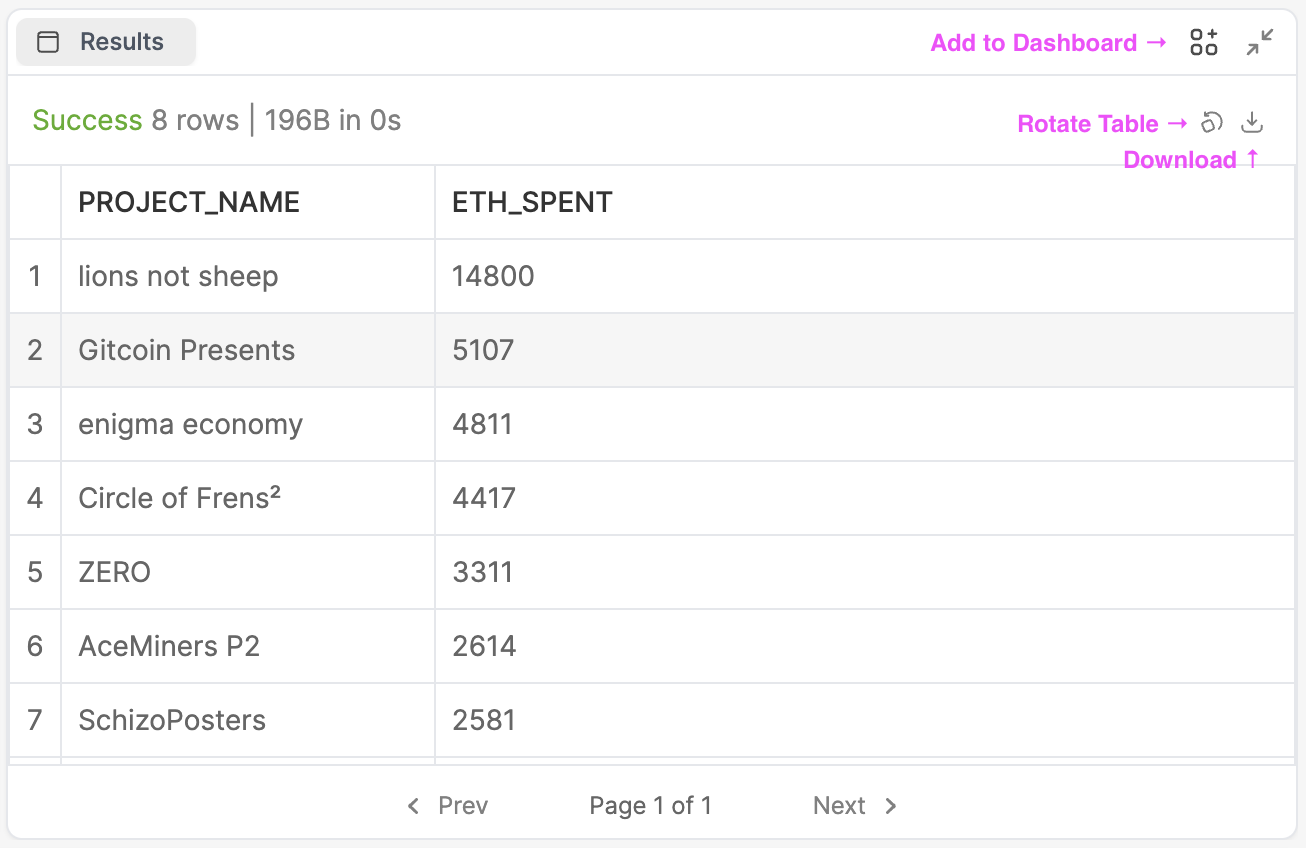 Results
Add to Dashboard →
Success 8 rows | 196B in 0s
Rotate Table →
Download ↑
PROJECT_NAME ETH_SPENT
1 lions not sheep 14800
2 Gitcoin Presents 5107
3 enigma economy 4811
4 Circle of Frens² 4417
5 ZERO 3311
6 AceMiners P2 2614
7 SchizoPosters 2581
Prev Page 1 of 1 Next